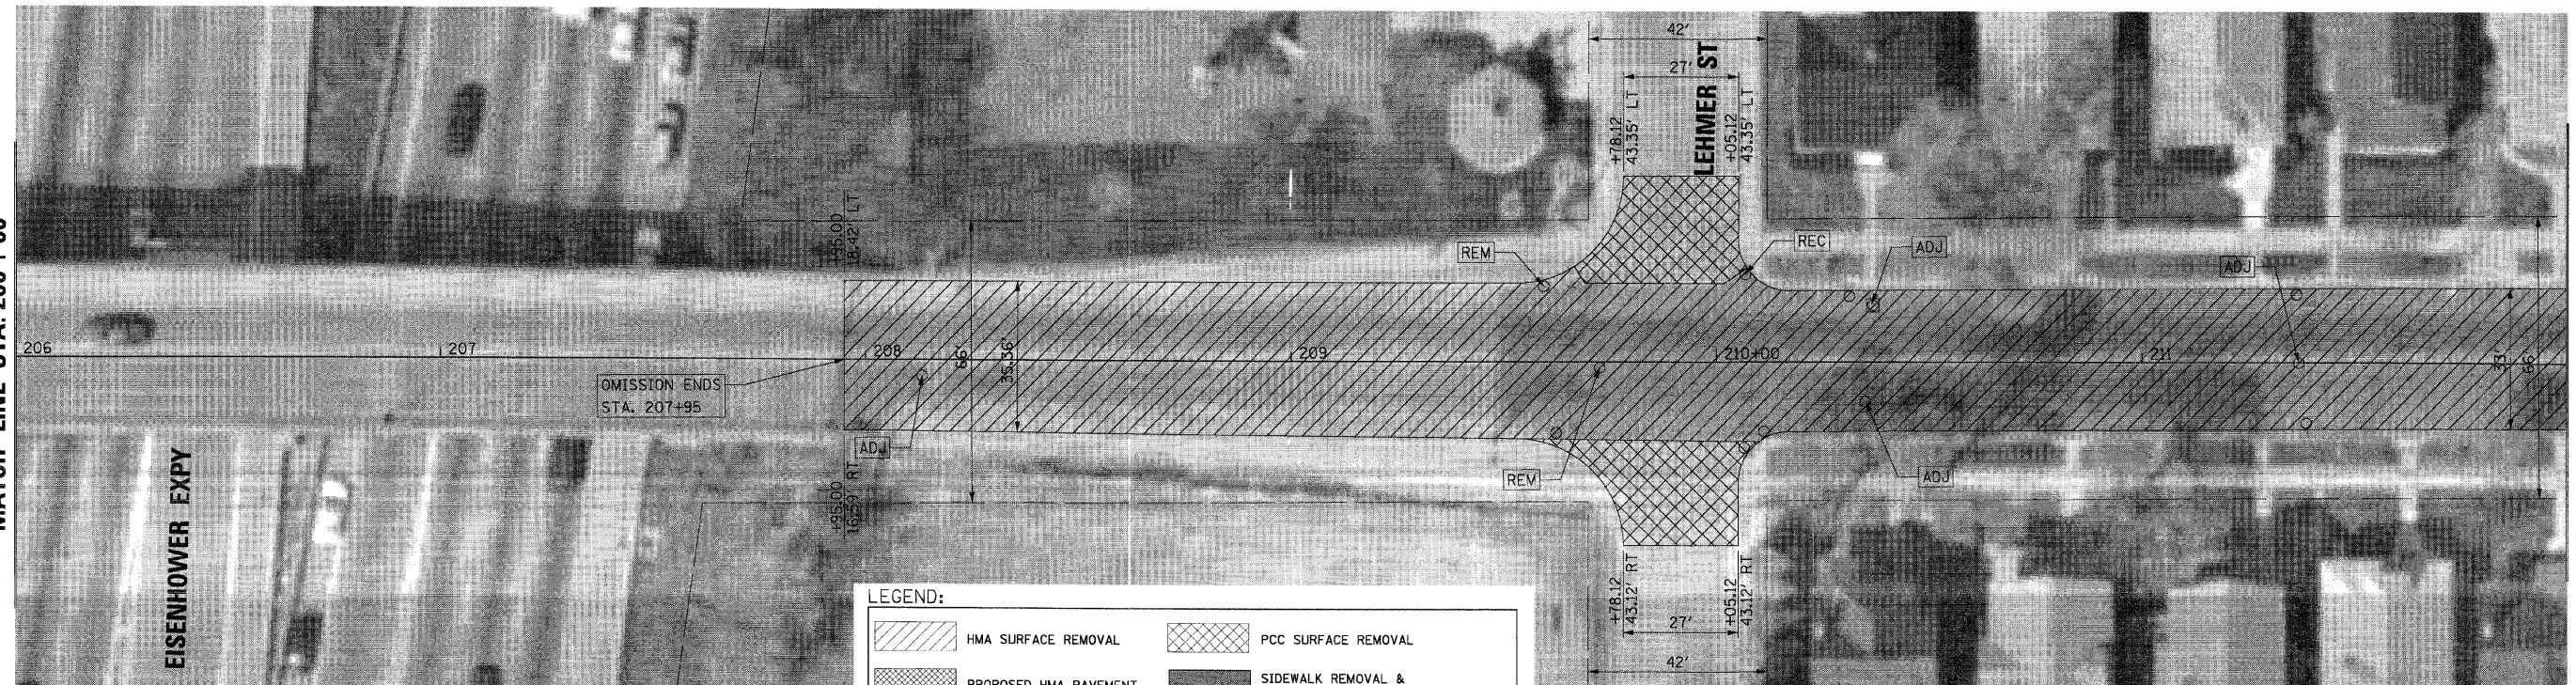 42'
27'
LEHMER ST
+78.12
43.35' LT
+05.12
43.35' LT
+95.00
18.42' LT
REM
REC
ADJ
ADJ
206
207
208
209
210+00
211
66'
35.36'
33'
66'
OMISSION ENDS
STA. 207+95
ADJ
REM
ADJ
+95.00
16.59' RT
EISENHOVER EXPY
+78.12
43.12' RT
+05.12
43.12' RT
27'
42'
LEGEND:
HMA SURFACE REMOVAL
PCC SURFACE REMOVAL
PROPOSED HMA PAVEMENT
SIDEWALK REMOVAL &